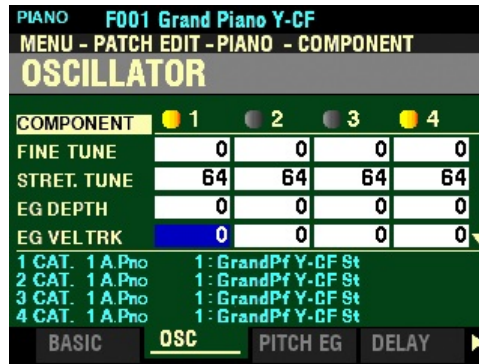 PIANO F001 Grand Piano Y-CF
MENU - PATCH EDIT - PIANO - COMPONENT
OSCILLATOR
COMPONENT 1 2 3 4
FINE TUNE 0 0 0 0
STRET. TUNE 64 64 64 64
EG DEPTH 0 0 0 0
EG VEL TRK 0 0 0 0
1 CAT. 1 A.Pno 1: GrandPf Y-CF St
2 CAT. 1 A.Pno 1: GrandPf Y-CF St
3 CAT. 1 A.Pno 1: GrandPf Y-CF St
4 CAT. 1 A.Pno 1: GrandPf Y-CF St
BASIC OSC PITCH EG DELAY